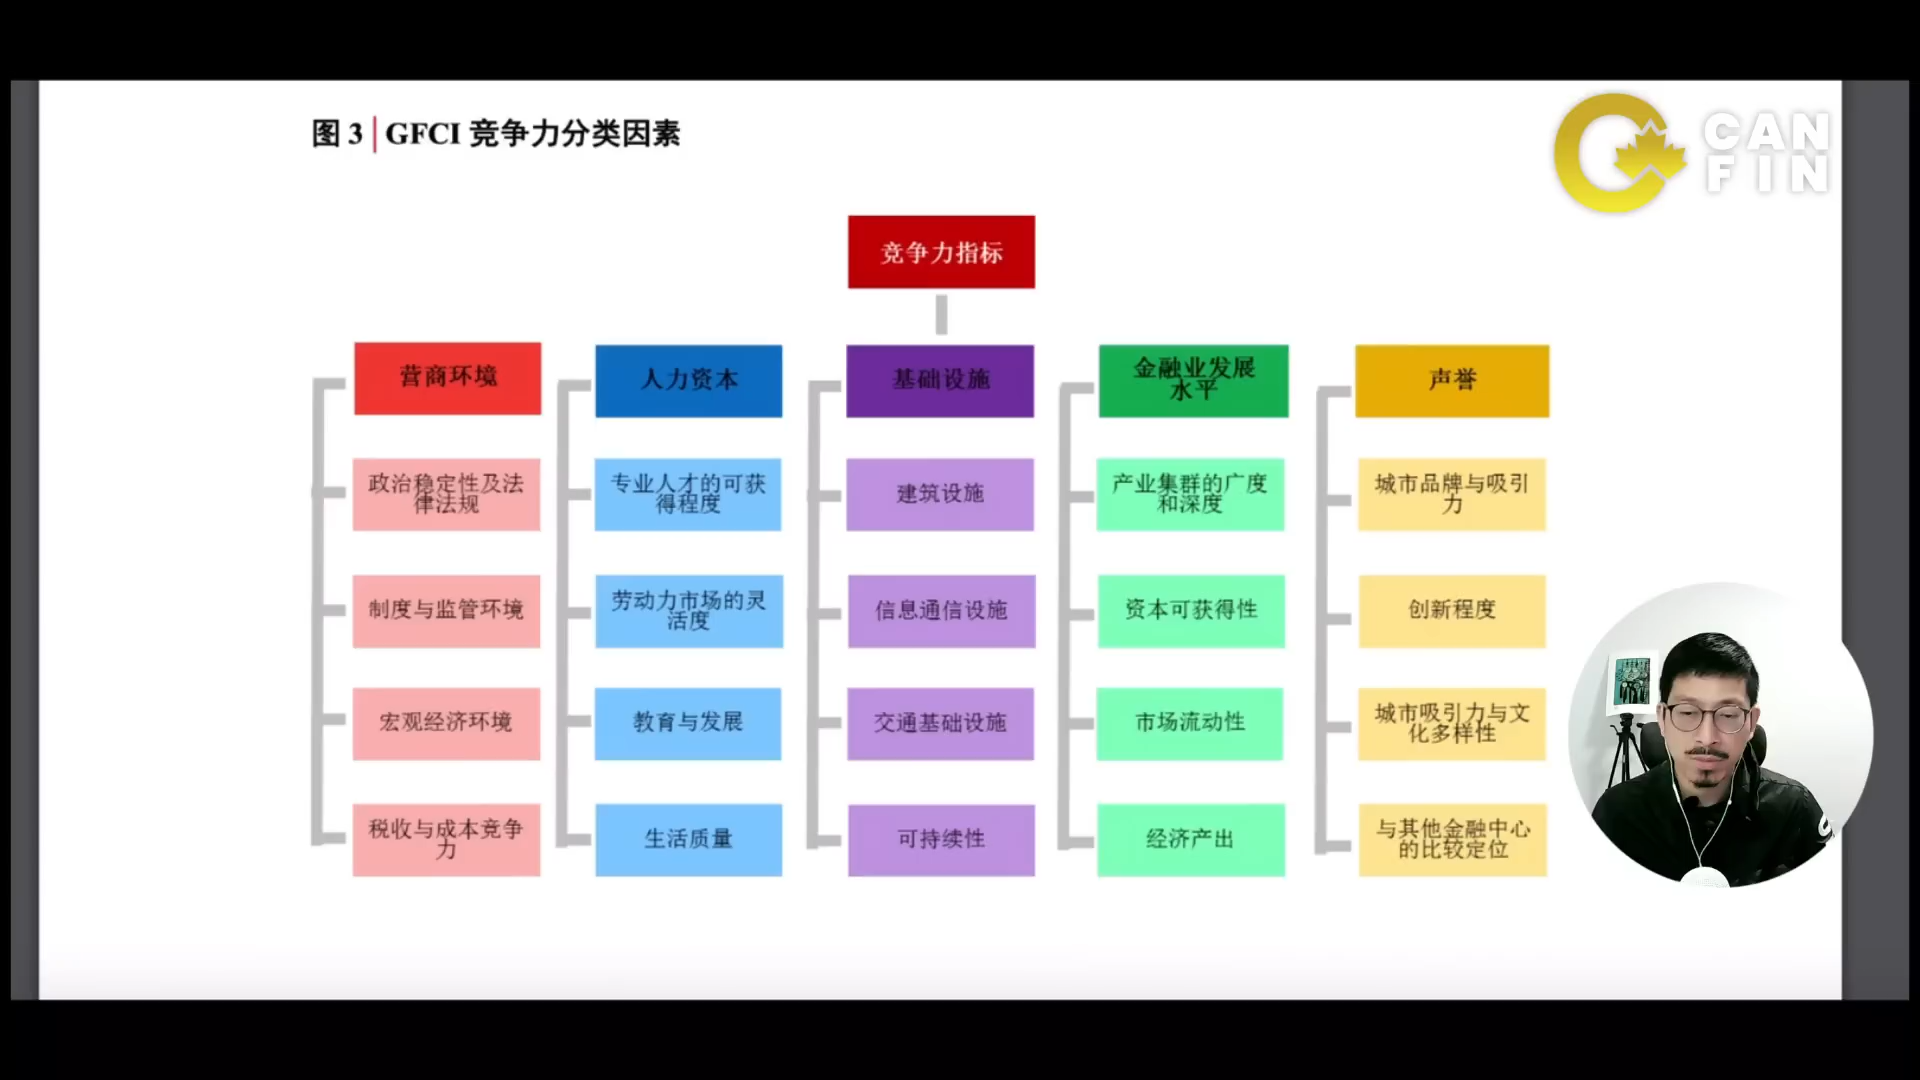 图 3 | GFCI 竞争力分类因素
CAN
FIN
竞争力指标
营商环境
人力资本
基础设施
金融业发展
水平
声誉
政治稳定性及法
律法规
专业人才的可获
得程度
建筑设施
产业集群的广度
和深度
城市品牌与吸引
力
制度与监管环境
劳动力市场的灵
活度
信息通信设施
资本可获得性
创新程度
宏观经济环境
教育与发展
交通基础设施
市场流动性
城市吸引力与文
化多样性
税收与成本竞争
力
生活质量
可持续性
经济产出
与其他金融中心
的比较定位